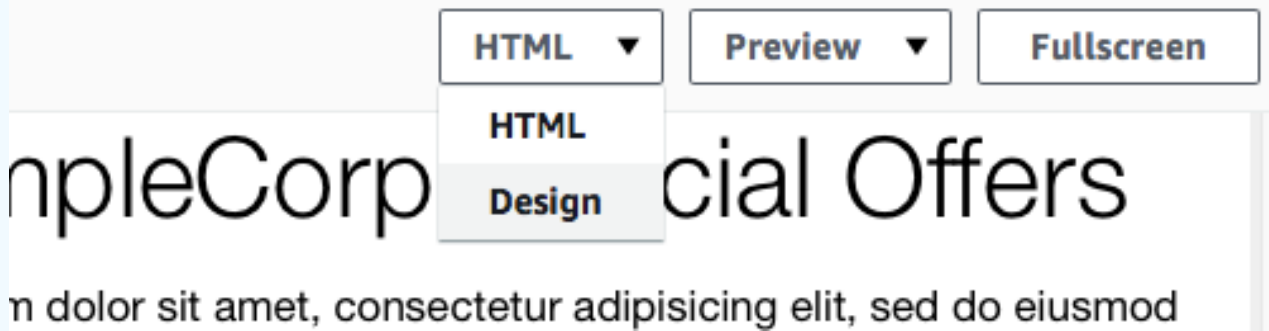 HTML Preview Fullscreen
HTML
Design
npleCorp cial Offers
m dolor sit amet, consectetur adipisicing elit, sed do eiusmod